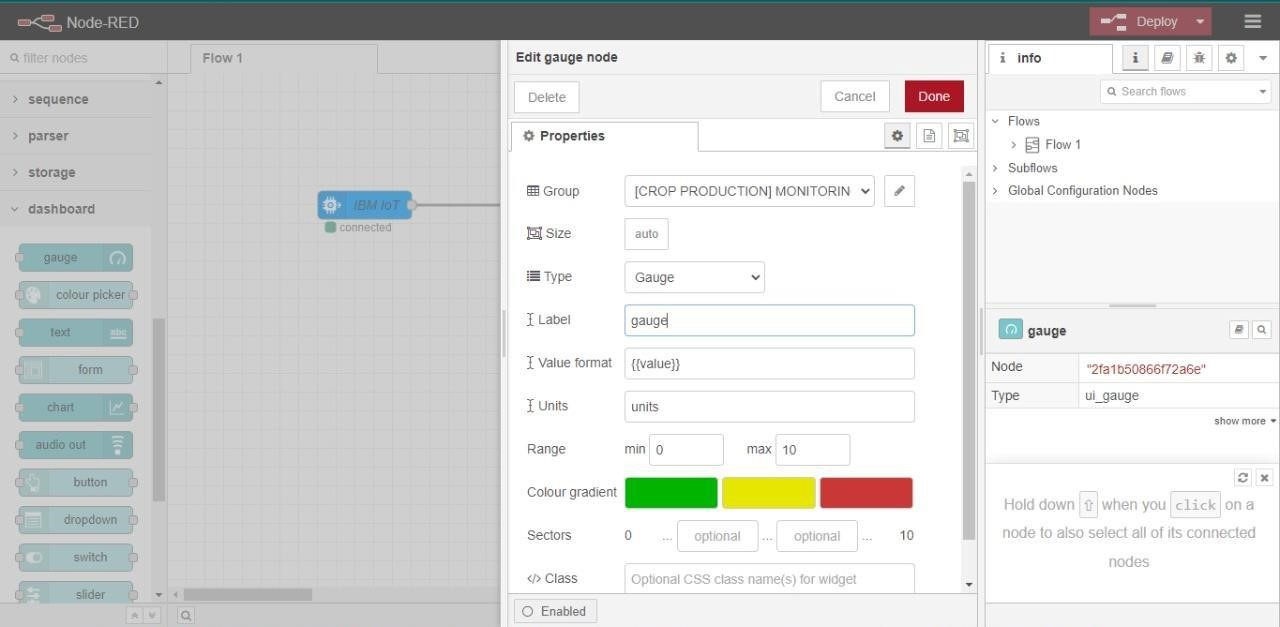 Node-RED
Deploy
filter nodes
sequence
parser
storage
dashboard
gauge
colour picker
text
abc
form
chart
audio out
button
dropdown
switch
slider
Flow 1
IBM IoT
connected
Edit gauge node
Delete
Cancel
Done
Properties
Group
[CROP PRODUCTION] MONITORIN
Size
auto
Type
Gauge
Label
gauge
Value format
{{value}}
Units
units
Range
min
0
max
10
Colour gradient
Sectors
0
...
optional
...
optional
...
10
</> Class
Optional CSS class name(s) for widget
Enabled
i info
i
Search flows
Flows
Flow 1
Subflows
Global Configuration Nodes
gauge
Node
"2fa1b50866f72a6e"
Type
ui_gauge
show more
Hold down ⇧ when you click on a
node to also select all of its connected
nodes